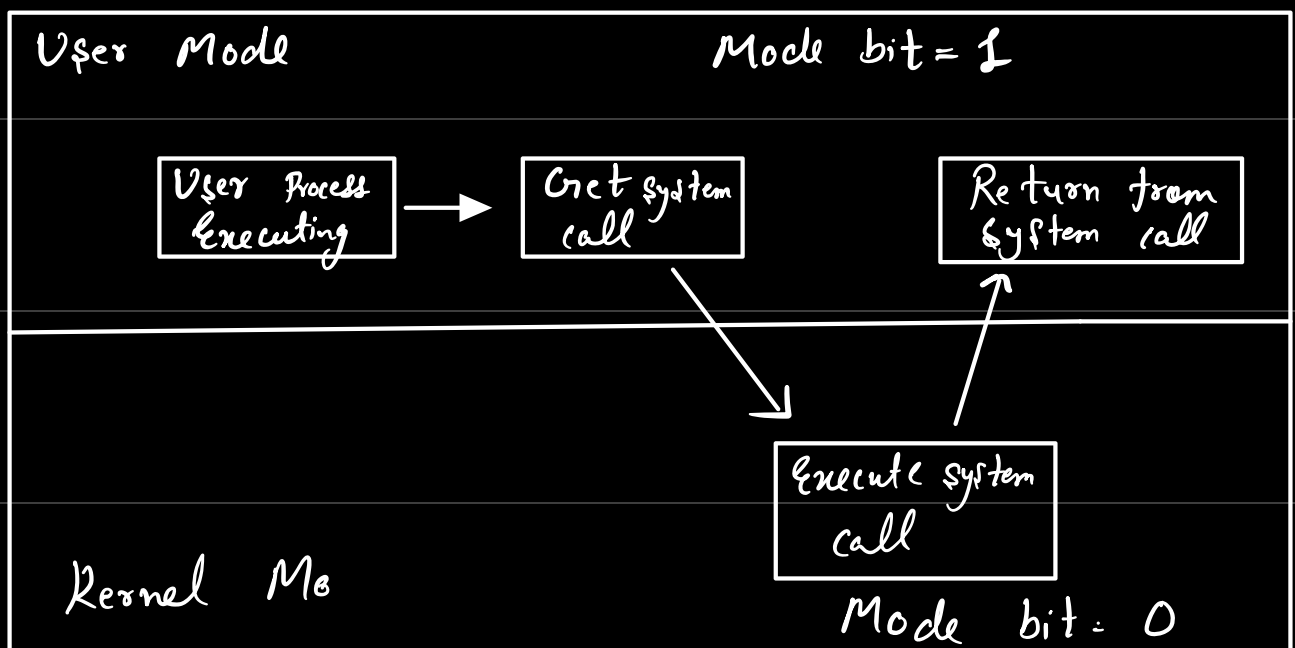 User Mode
Mode bit = 1
User Process
Executing
Get system
call
Return from
system call
Execute system
call
Kernel Mo
Mode bit = 0